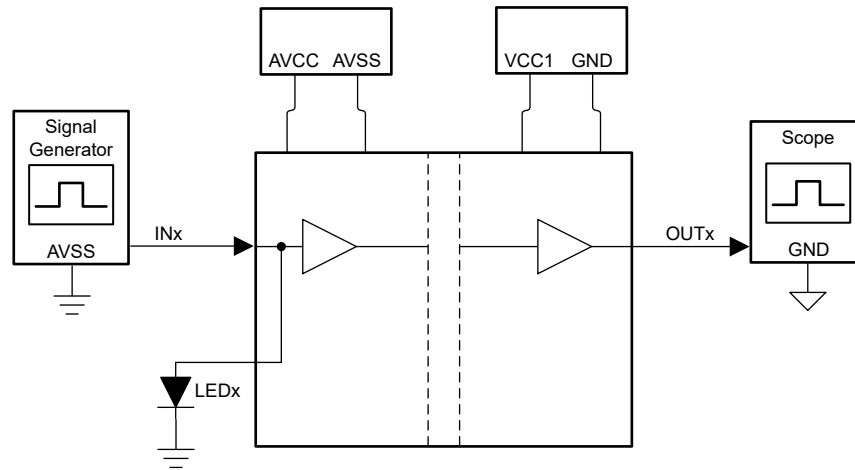 AVCC AVSS
VCC1 GND
Signal
Generator
AVSS
INx
OUTx
Scope
GND
LEDx